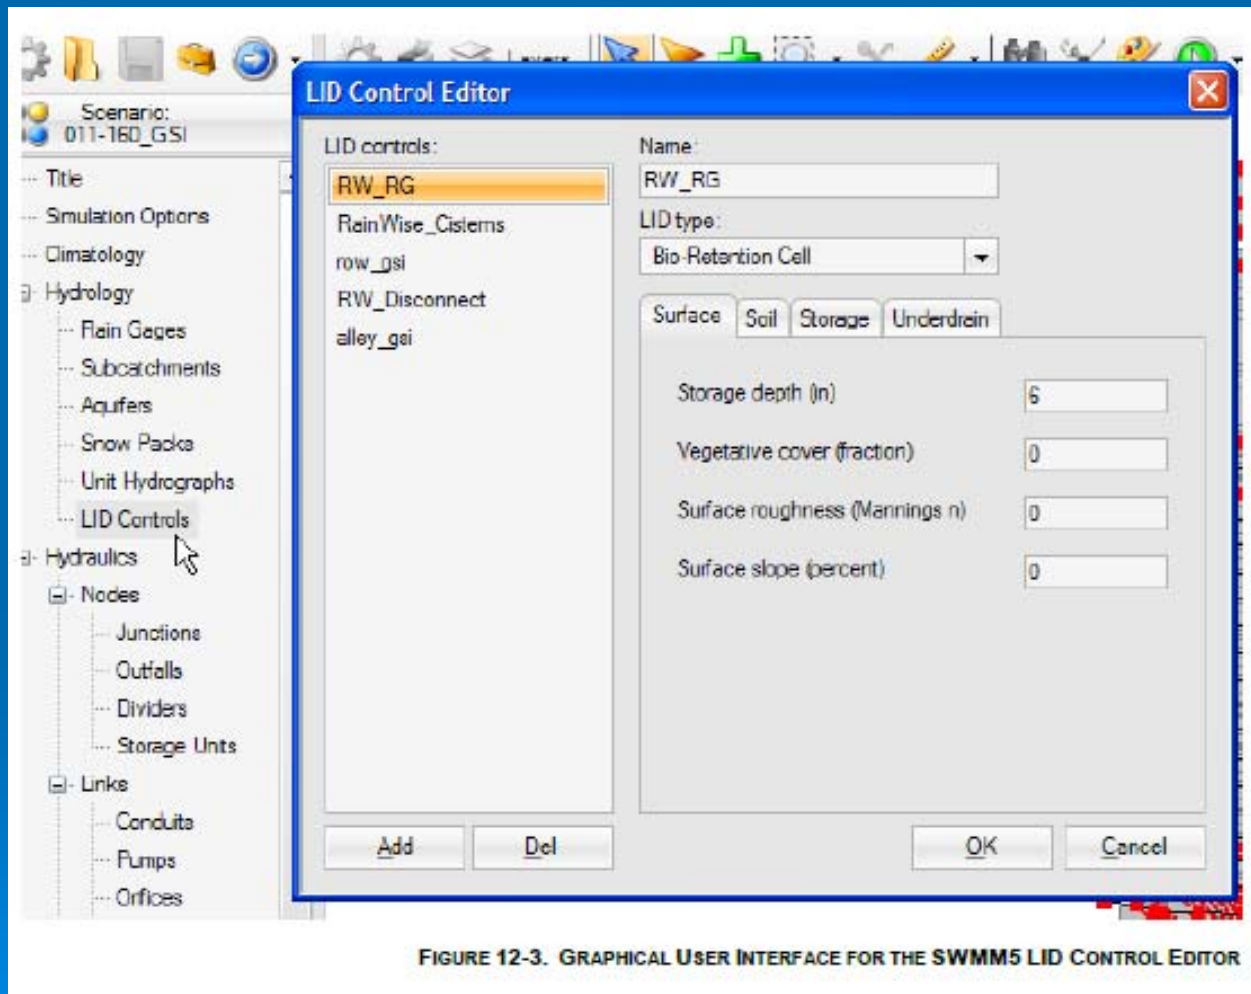 Scenario:
011-160_GSI
Title
Simulation Options
Climatology
Hydrology
Rain Gages
Subcatchments
Aquifers
Snow Packs
Unit Hydrographs
LID Controls
Hydraulics
Nodes
Junctions
Outfalls
Dividers
Storage Units
Links
Conduits
Pumps
Orifices
LID Control Editor
LID controls:
RW_RG
RainWise_Cisterns
row_gsi
RW_Disconnect
alley_gsi
Add Del
Name:
RW_RG
LID type:
Bio-Retention Cell
Surface Soil Storage Underdrain
Storage depth (in) 6
Vegetative cover (fraction) 0
Surface roughness (Mannings n) 0
Surface slope (percent) 0
OK Cancel
FIGURE 12-3. GRAPHICAL USER INTERFACE FOR THE SWMM5 LID CONTROL EDITOR